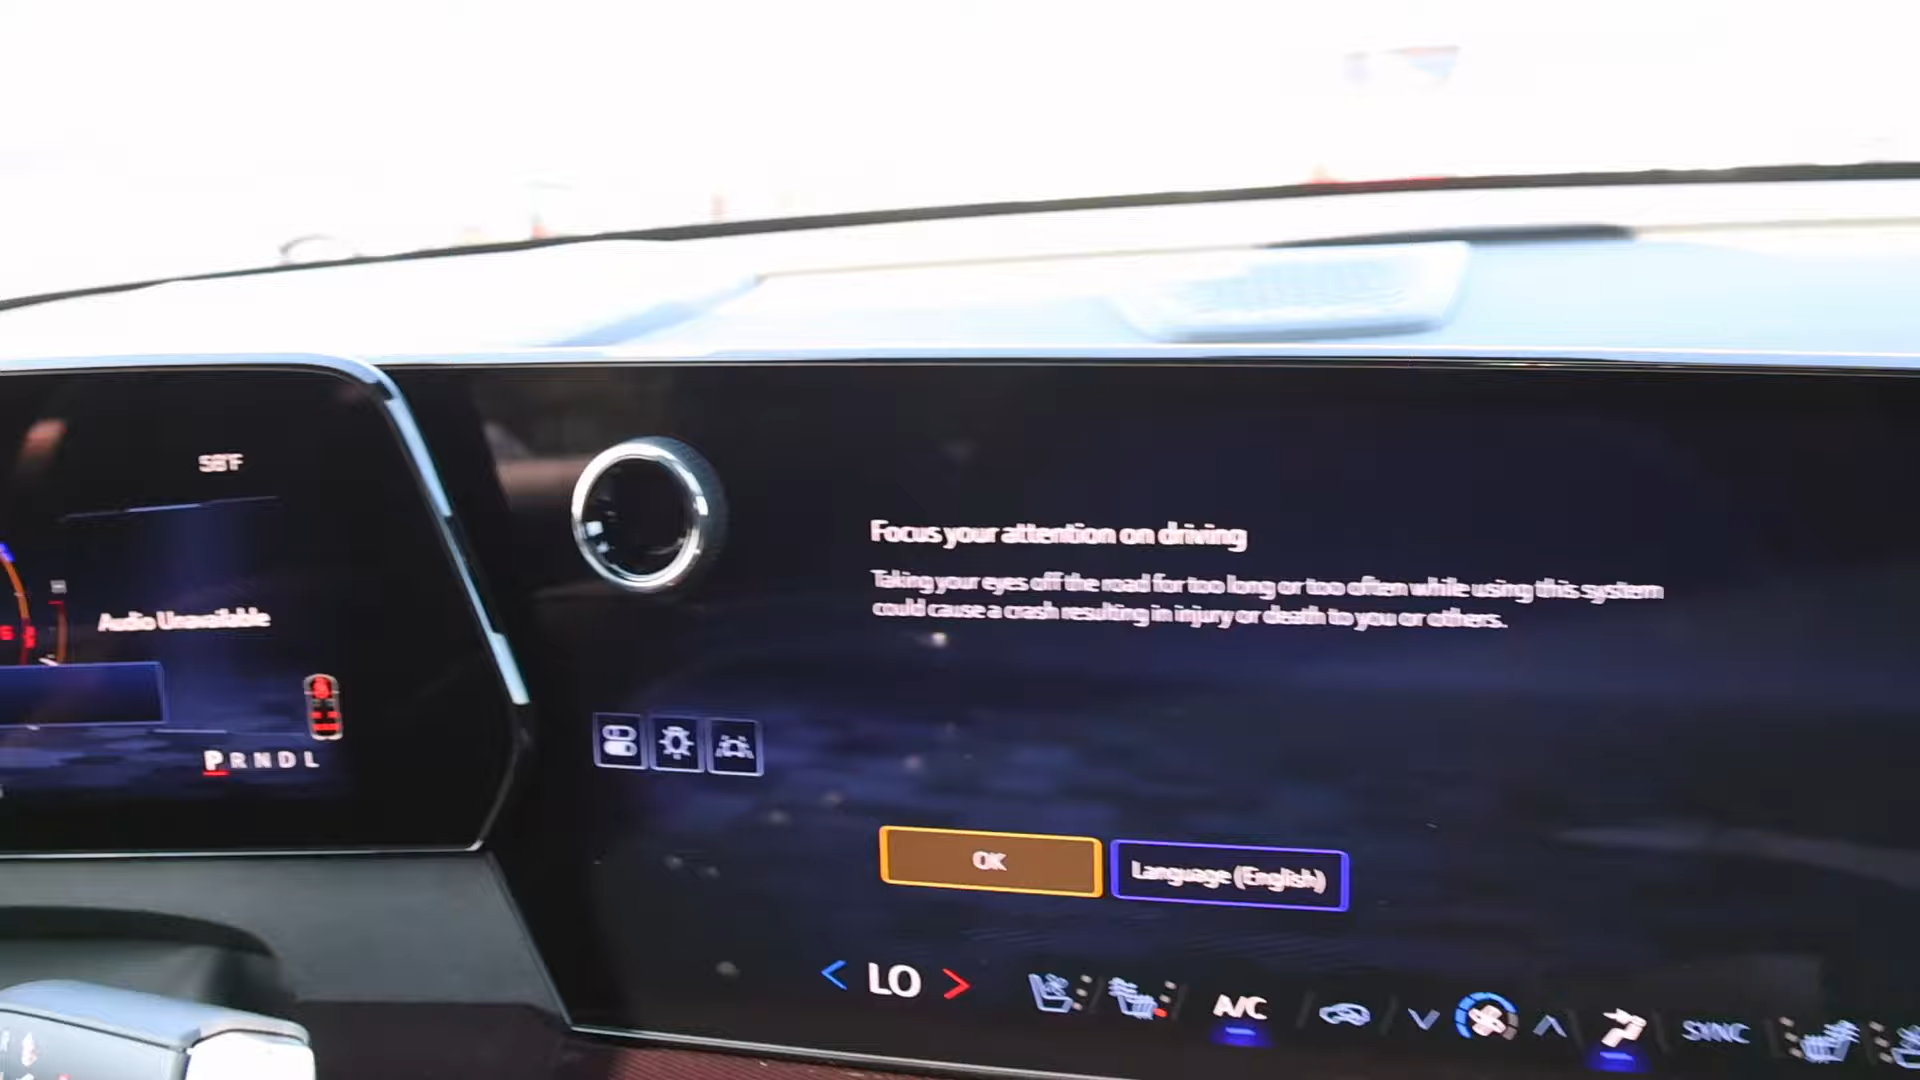 58°F
Audio Unavailable
P R N D L
Focus your attention on driving
Taking your eyes off the road for too long or too often while using this system
could cause a crash resulting in injury or death to you or others.
OK
Language (English)
< LO >
A/C
SYNC